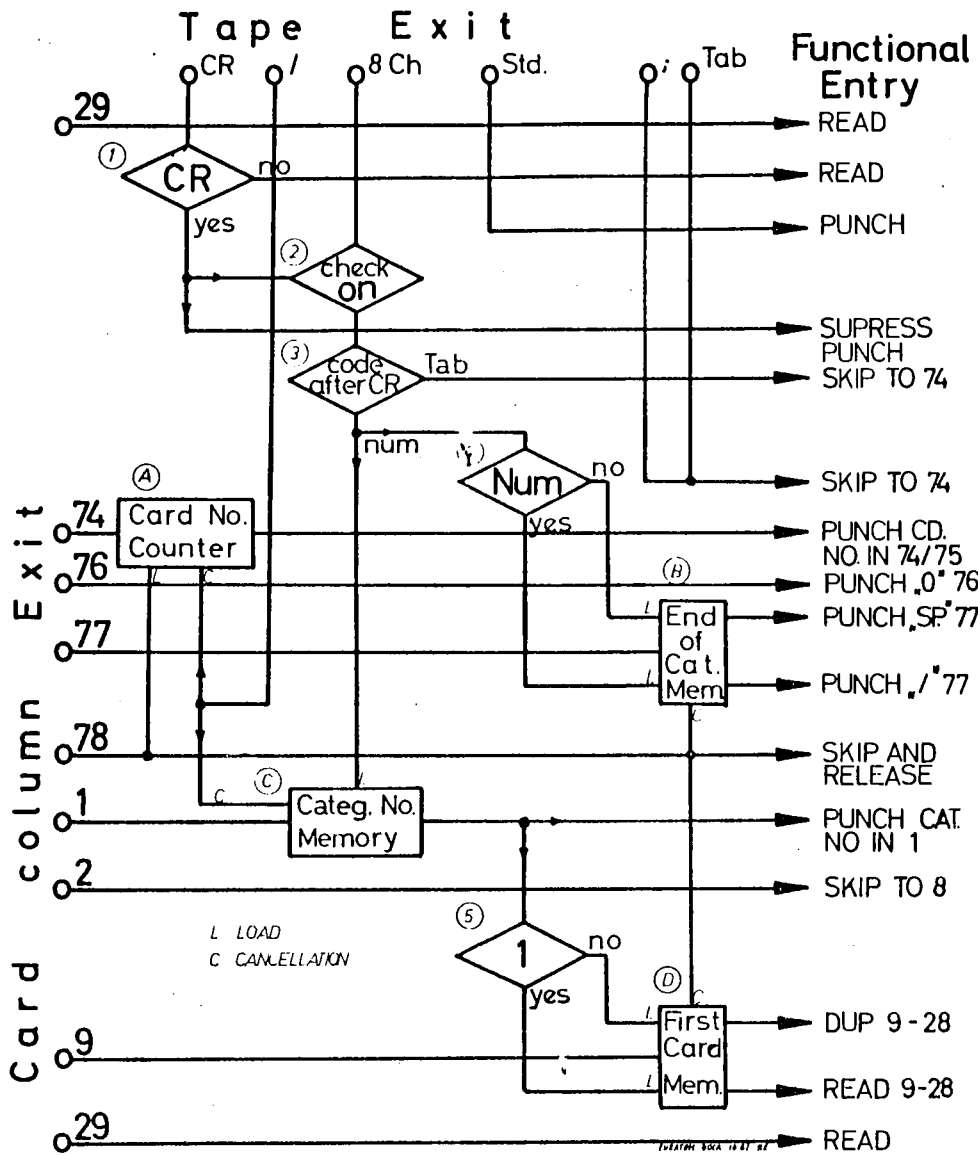 Tape Exit
CR / 8 Ch Std. ; Tab
Functional
Entry
29
READ
1
CR
no
READ
yes
PUNCH
2
check
on
SUPRESS
PUNCH
3
code
after CR
Tab
SKIP TO 74
num
Num
no
yes
SKIP TO 74
A
74
Card No.
Counter
L C
PUNCH CD.
NO. IN 74/75
76
PUNCH „0" 76
B
L
End
of
Cat.
Mem.
L
C
PUNCH „SP." 77
77
PUNCH „/" 77
78
SKIP AND
RELEASE
C
C
L
1
Categ. No.
Memory
PUNCH CAT.
NO IN 1
2
SKIP TO 8
5
1
no
yes
L LOAD
C CANCELLATION
D
C
L
First
Card
Mem.
L
DUP 9-28
9
READ 9-28
29
READ
Card column Exit